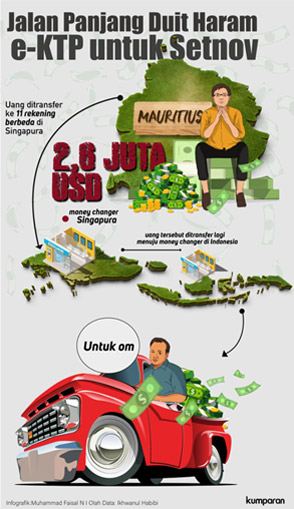 Jalan Panjang Duit Haram
e-KTP untuk Setnov
Uang ditransfer
ke 11 rekening
berbeda di
Singapura
MAURITIUS
2,6 JUTA
USD
money changer
Singapura
uang tersebut ditransfer lagi
menuju money changer di Indonesia
Untuk om
Infografik:Muhammad Faisal N I Olah Data: Ikhwanul Habibi
kumparan